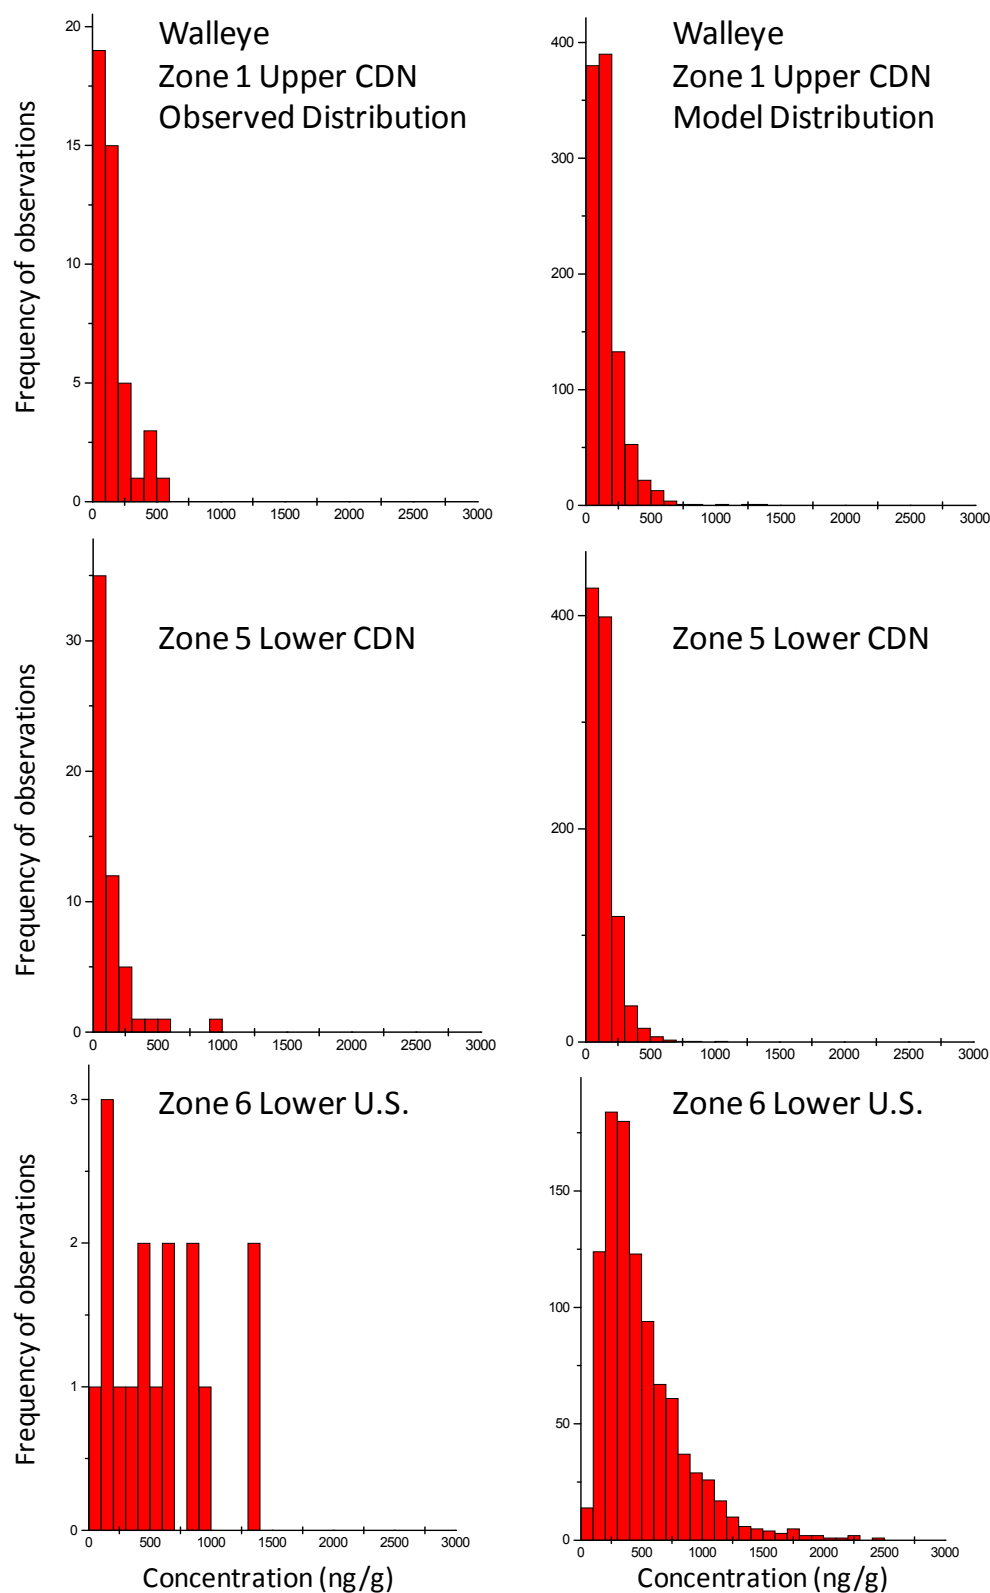 Walleye
Zone 1 Upper CDN
Observed Distribution
Frequency of observations
20
15
10
5
0
0 500 1000 1500 2000 2500 3000
Walleye
Zone 1 Upper CDN
Model Distribution
400
300
200
100
0
0 500 1000 1500 2000 2500 3000
Zone 5 Lower CDN
Frequency of observations
30
20
10
0
0 500 1000 1500 2000 2500 3000
Zone 5 Lower CDN
400
200
0
0 500 1000 1500 2000 2500 3000
Zone 6 Lower U.S.
Frequency of observations
3
2
1
0
0 500 1000 1500 2000 2500 3000
Concentration (ng/g)
Zone 6 Lower U.S.
150
100
50
0
0 500 1000 1500 2000 2500 3000
Concentration (ng/g)